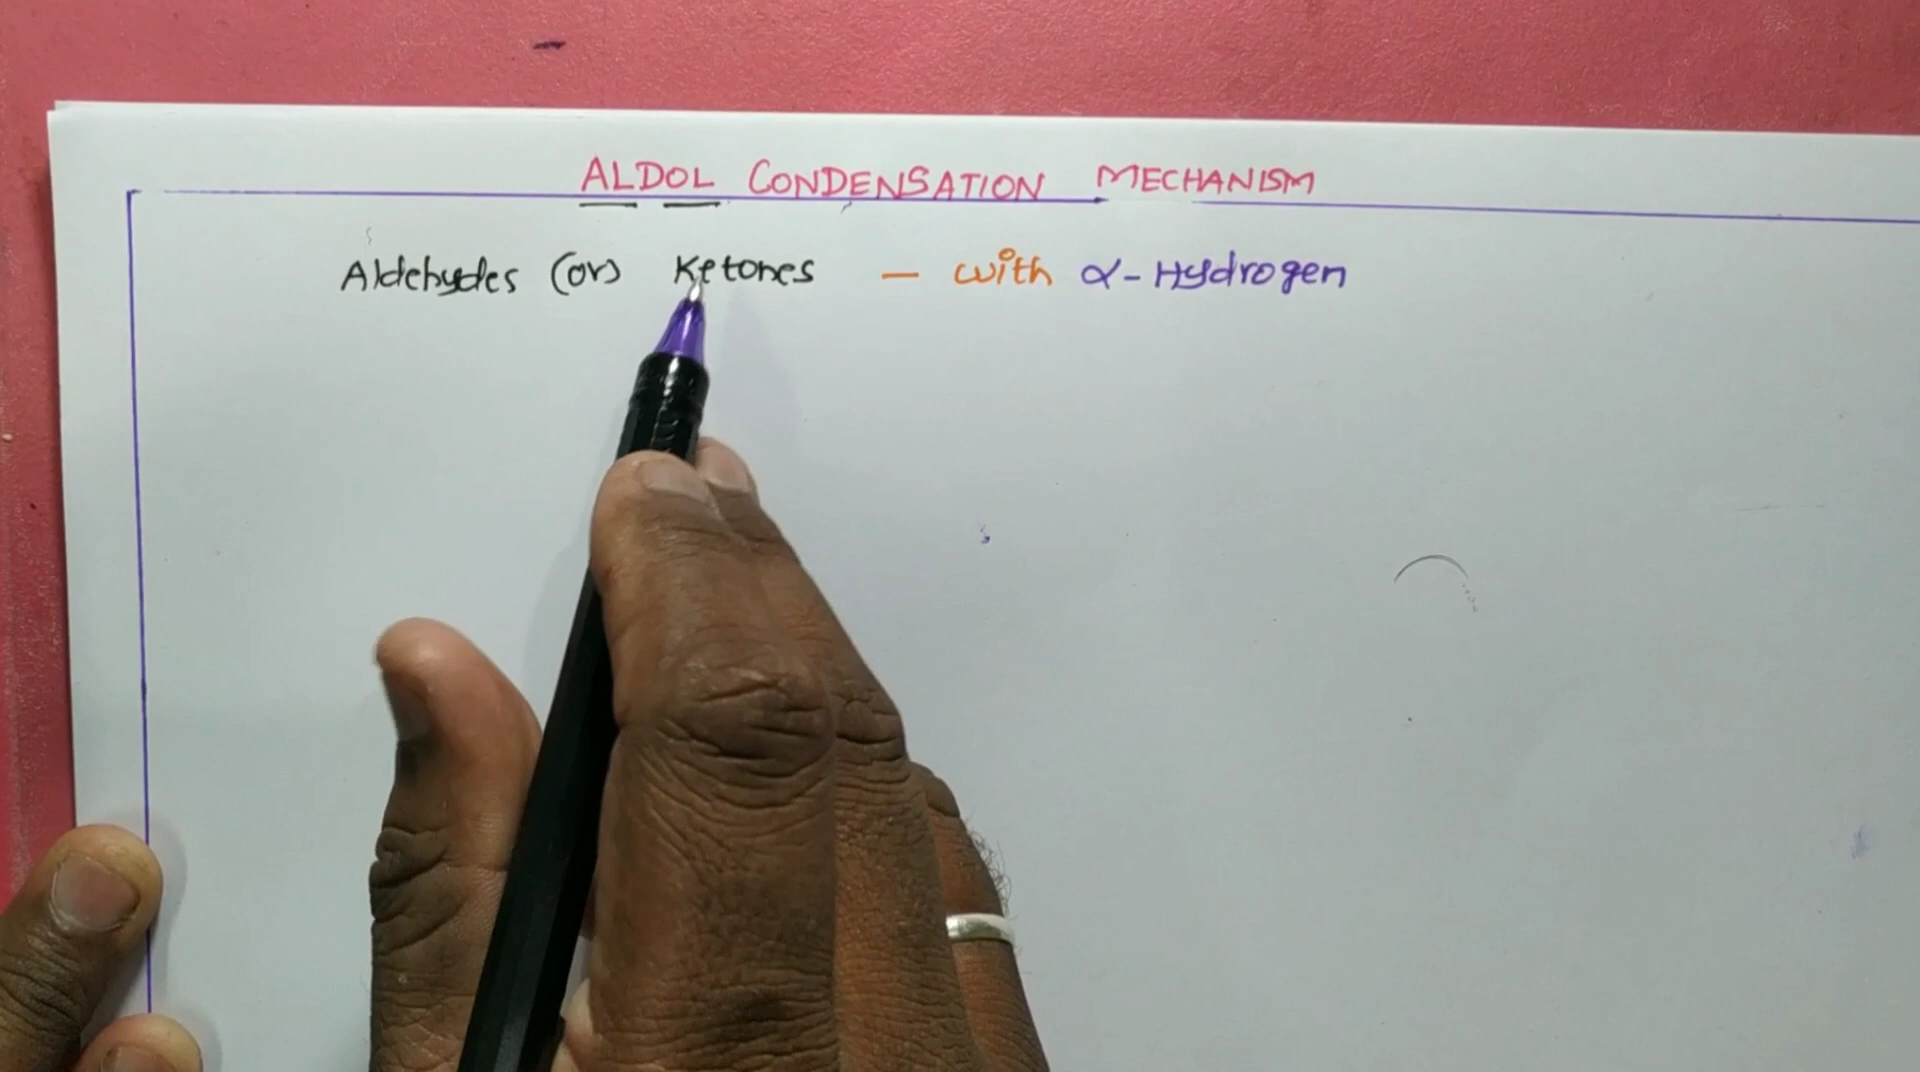 ALDOL CONDENSATION MECHANISM
Aldehydes (or) Ketones - with α-Hydrogen